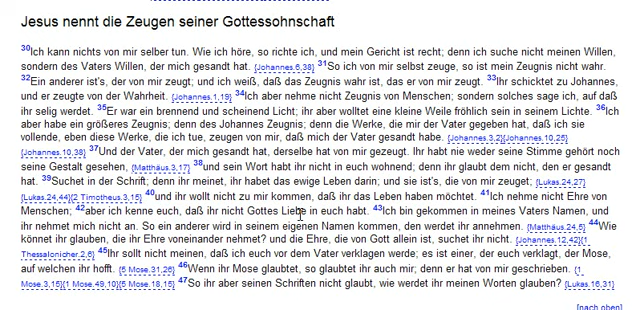 Jesus nennt die Zeugen seiner Gottessohnschaft
30Ich kann nichts von mir selber tun. Wie ich höre, so richte ich, und mein Gericht ist recht; denn ich suche nicht meinen Willen,
sondern des Vaters Willen, der mich gesandt hat. {Johannes.6,38} 31So ich von mir selbst zeuge, so ist mein Zeugnis nicht wahr.
32Ein anderer ist's, der von mir zeugt; und ich weiß, daß das Zeugnis wahr ist, das er von mir zeugt. 33Ihr schicktet zu Johannes,
und er zeugte von der Wahrheit. {Johannes.1,19} 34Ich aber nehme nicht Zeugnis von Menschen; sondern solches sage ich, auf daß
ihr selig werdet. 35Er war ein brennend und scheinend Licht; ihr aber wolltet eine kleine Weile fröhlich sein in seinem Lichte. 36Ich
aber habe ein größeres Zeugnis; denn des Johannes Zeugnis; denn die Werke, die mir der Vater gegeben hat, daß ich sie
vollende, eben diese Werke, die ich tue, zeugen von mir, daß mich der Vater gesandt habe. {Johannes.3,2}{Johannes.10,25}
{Johannes.10,38} 37Und der Vater, der mich gesandt hat, derselbe hat von mir gezeugt. Ihr habt nie weder seine Stimme gehört noch
seine Gestalt gesehen, {Matthäus.3,17} 38und sein Wort habt ihr nicht in euch wohnend; denn ihr glaubt dem nicht, den er gesandt
hat. 39Suchet in der Schrift; denn ihr meinet, ihr habet das ewige Leben darin; und sie ist's, die von mir zeuget; {Lukas.24,27}
{Lukas.24,44}{2 Timotheus.3,15} 40und ihr wollt nicht zu mir kommen, daß ihr das Leben haben möchtet. 41Ich nehme nicht Ehre von
Menschen; 42aber ich kenne euch, daß ihr nicht Gottes Liebe in euch habt. 43Ich bin gekommen in meines Vaters Namen, und
ihr nehmet mich nicht an. So ein anderer wird in seinem eigenen Namen kommen, den werdet ihr annehmen. {Matthäus.24,5} 44Wie
könnet ihr glauben, die ihr Ehre voneinander nehmet? und die Ehre, die von Gott allein ist, suchet ihr nicht. {Johannes.12,42}{1
Thessalonicher.2,6} 45Ihr sollt nicht meinen, daß ich euch vor dem Vater verklagen werde; es ist einer, der euch verklagt, der Mose,
auf welchen ihr hofft. {5 Mose.31,26} 46Wenn ihr Mose glaubtet, so glaubtet ihr auch mir; denn er hat von mir geschrieben. {1
Mose.3,15}{1 Mose.49,10}{5 Mose.18,15} 47So ihr aber seinen Schriften nicht glaubt, wie werdet ihr meinen Worten glauben? {Lukas.16,31}
[nach oben]